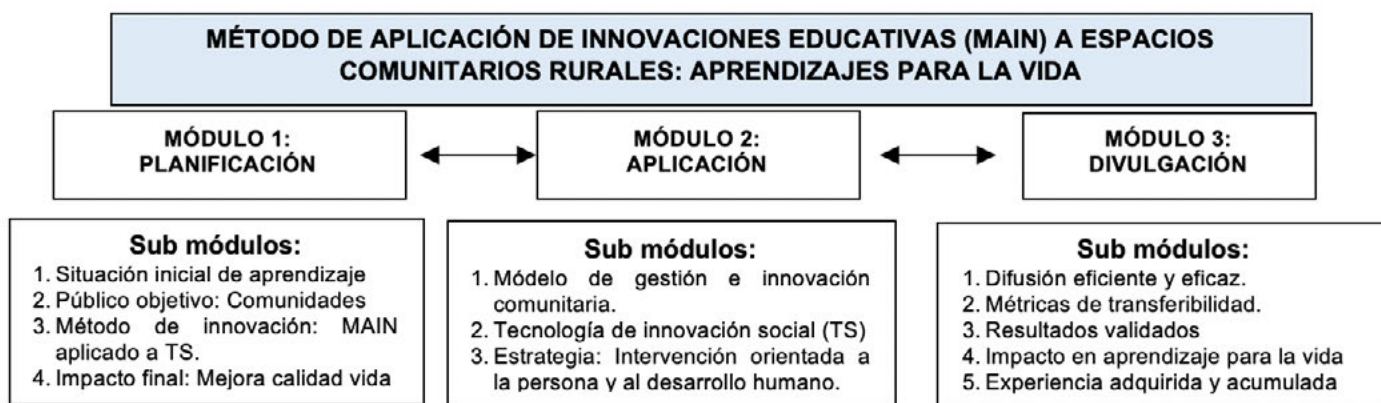 MÉTODO DE APLICACIÓN DE INNOVACIONES EDUCATIVAS (MAIN) A ESPACIOS
COMUNITARIOS RURALES: APRENDIZAJES PARA LA VIDA
MÓDULO 1:
PLANIFICACIÓN
MÓDULO 2:
APLICACIÓN
MÓDULO 3:
DIVULGACIÓN
Sub módulos:
1. Situación inicial de aprendizaje
2. Público objetivo: Comunidades
3. Método de innovación: MAIN
aplicado a TS.
4. Impacto final: Mejora calidad vida
Sub módulos:
1. Módelo de gestión e innovación
comunitaria.
2. Tecnología de innovación social (TS)
3. Estrategia: Intervención orientada a
la persona y al desarrollo humano.
Sub módulos:
1. Difusión eficiente y eficaz.
2. Métricas de transferibilidad.
3. Resultados validados
4. Impacto en aprendizaje para la vida
5. Experiencia adquirida y acumulada